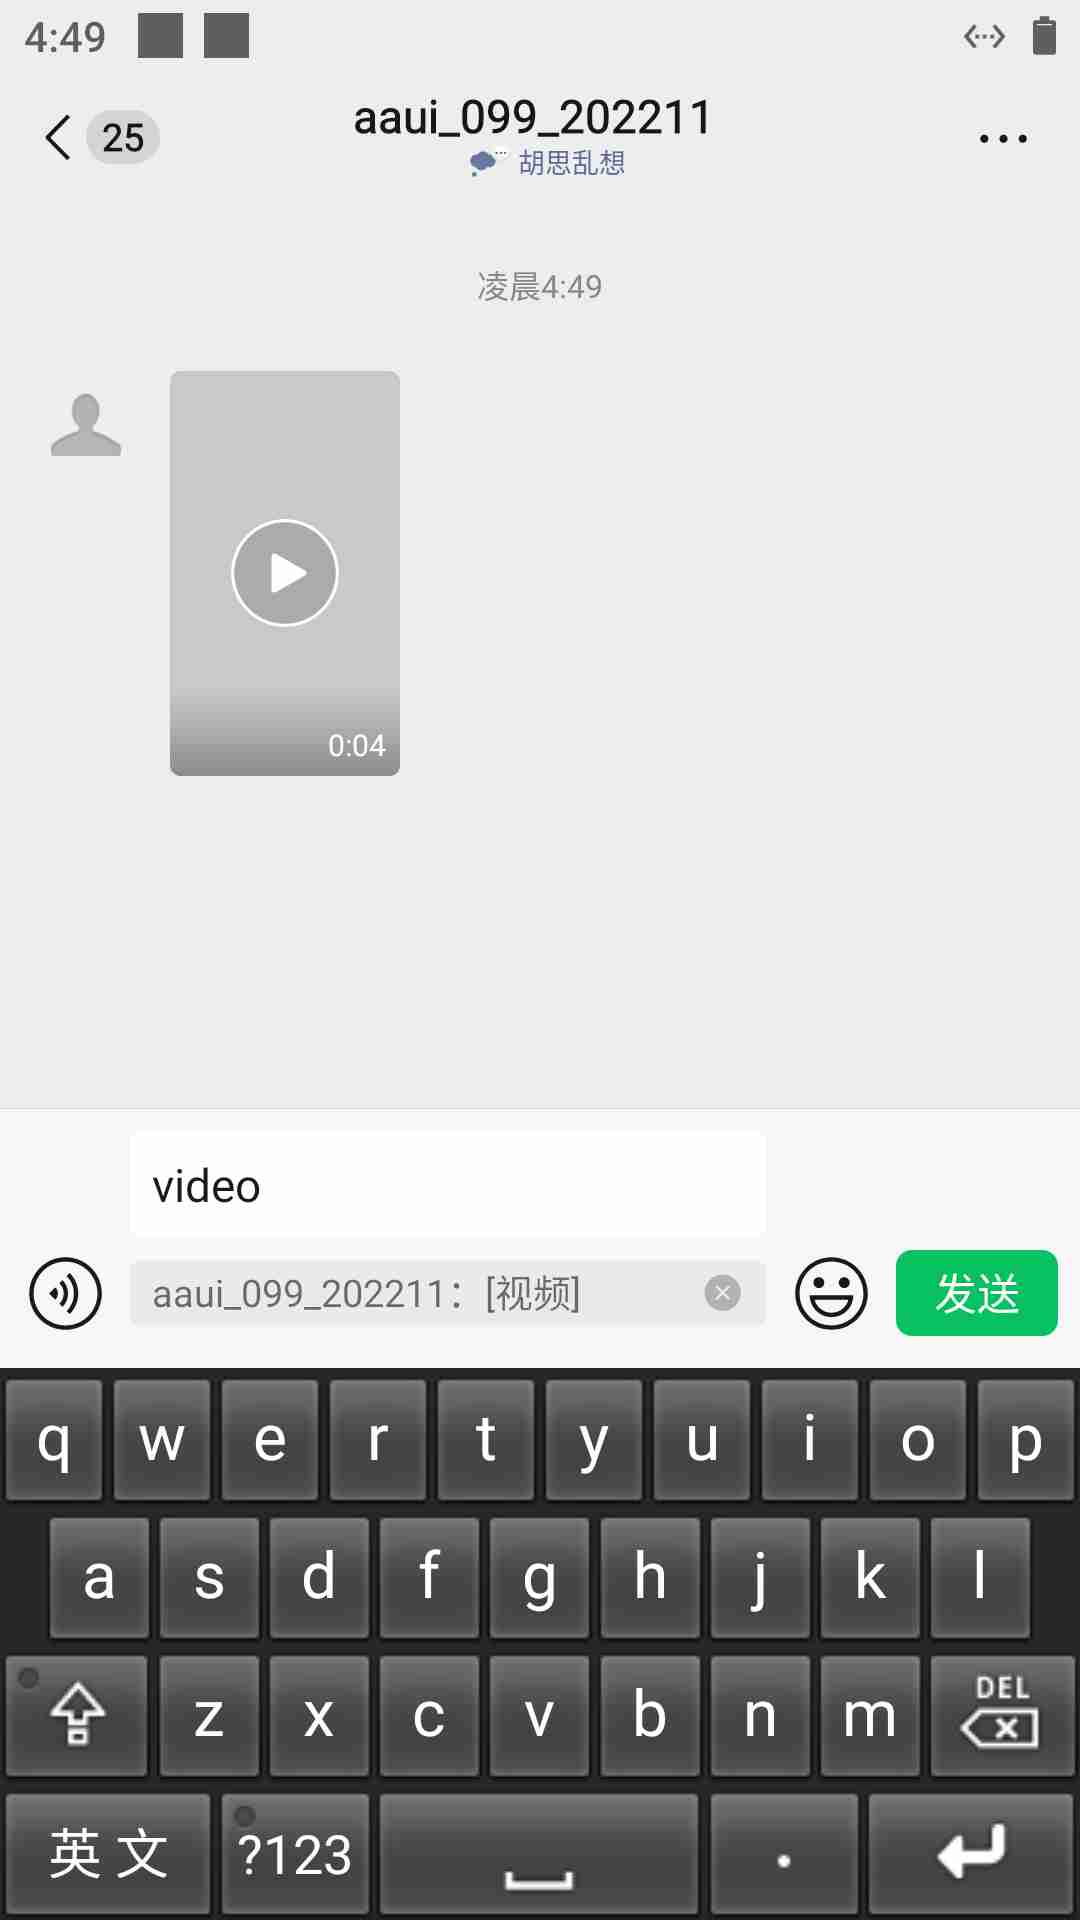 4:49
25
aaui_099_202211
胡思乱想
凌晨4:49
0:04
video
aaui_099_202211：[视频]
发送
q w e r t y u i o p
a s d f g h j k l
z x c v b n m DEL
英文 ?123 .